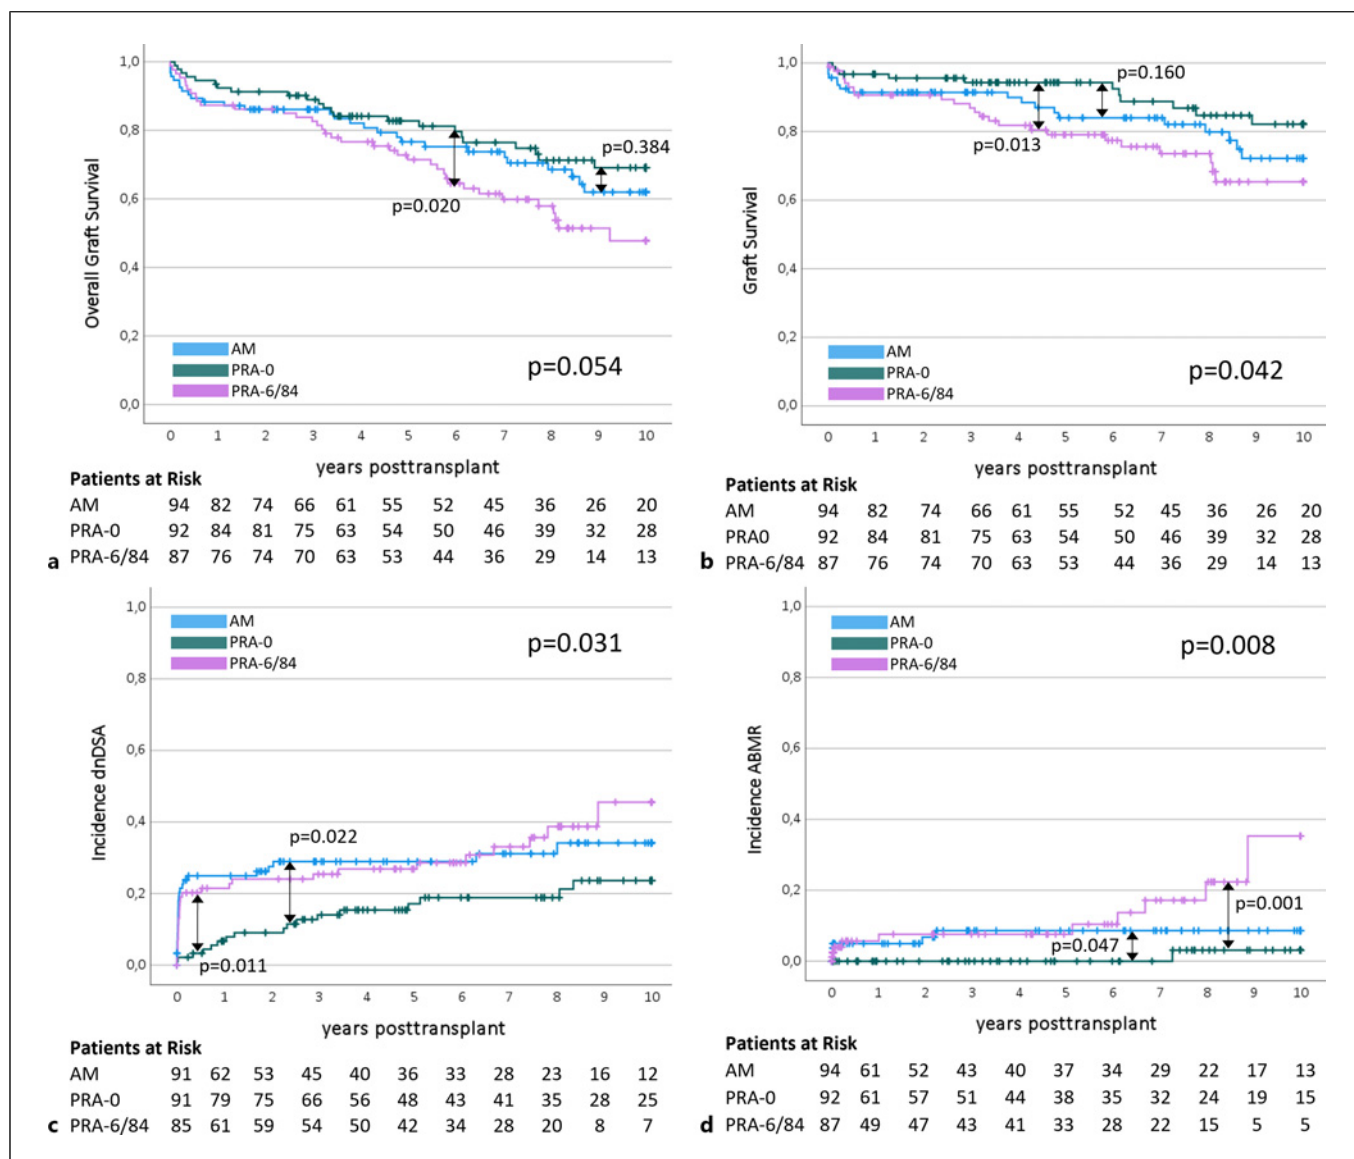 1,0
0,8
0,6
0,4
0,2
0,0
Overall Graft Survival
p=0.384
p=0.020
AM
PRA-0
PRA-6/84
p=0.054
0 1 2 3 4 5 6 7 8 9 10
years posttransplant
Patients at Risk
AM 94 82 74 66 61 55 52 45 36 26 20
PRA-0 92 84 81 75 63 54 50 46 39 32 28
a PRA-6/84 87 76 74 70 63 53 44 36 29 14 13
1,0
0,8
0,6
0,4
0,2
0,0
Graft Survival
p=0.160
p=0.013
AM
PRA-0
PRA-6/84
p=0.042
0 1 2 3 4 5 6 7 8 9 10
years posttransplant
Patients at Risk
AM 94 82 74 66 61 55 52 45 36 26 20
PRA0 92 84 81 75 63 54 50 46 39 32 28
b PRA-6/84 87 76 74 70 63 53 44 36 29 14 13
1,0
0,8
0,6
0,4
0,2
0,0
Incidence dnDSA
AM
PRA-0
PRA-6/84
p=0.031
p=0.022
p=0.011
0 1 2 3 4 5 6 7 8 9 10
years posttransplant
Patients at Risk
AM 91 62 53 45 40 36 33 28 23 16 12
PRA-0 91 79 75 66 56 48 43 41 35 28 25
c PRA-6/84 85 61 59 54 50 42 34 28 20 8 7
1,0
0,8
0,6
0,4
0,2
0,0
Incidence ABMR
AM
PRA-0
PRA-6/84
p=0.008
p=0.001
p=0.047
0 1 2 3 4 5 6 7 8 9 10
years posttransplant
Patients at Risk
AM 94 61 52 43 40 37 34 29 22 17 13
PRA-0 92 61 57 51 44 38 35 32 24 19 15
d PRA-6/84 87 49 47 43 41 33 28 22 15 5 5